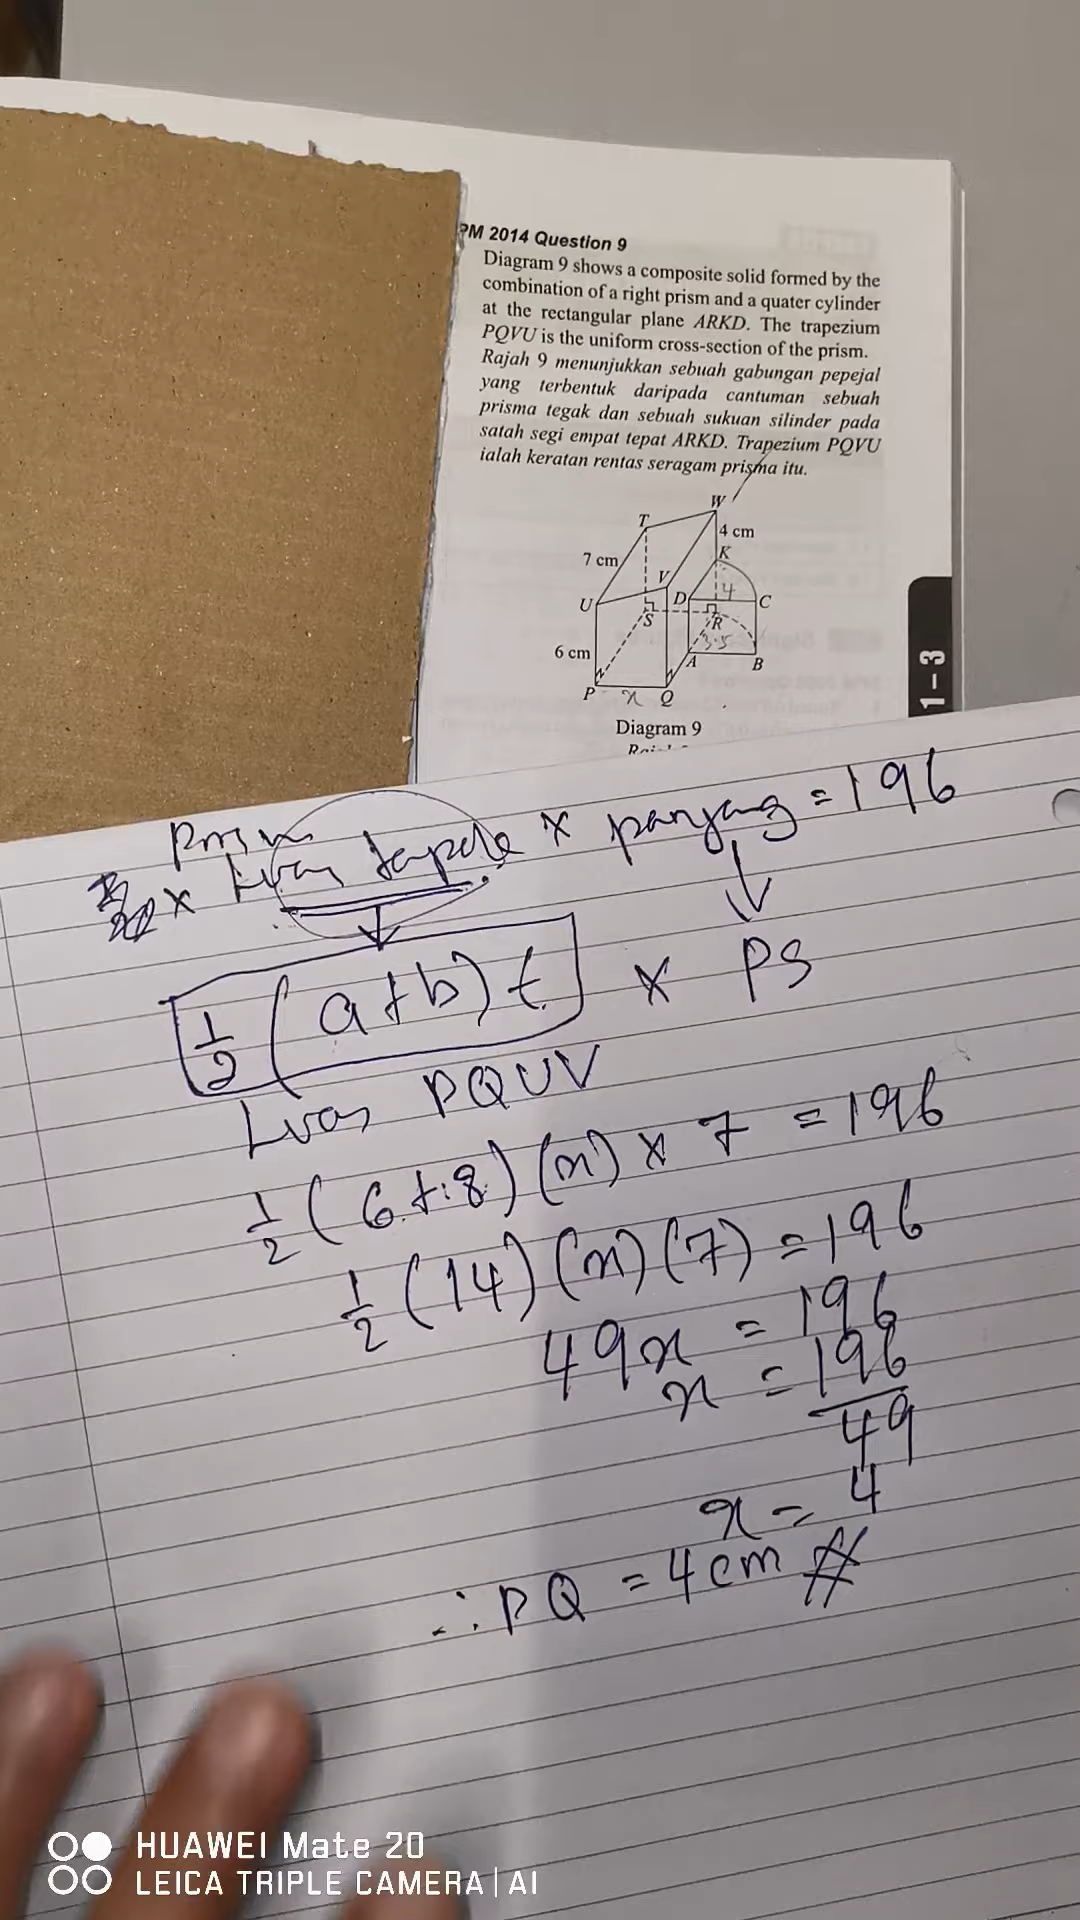 PM 2014 Question 9
Diagram 9 shows a composite solid formed by the
combination of a right prism and a quater cylinder
at the rectangular plane ARKD. The trapezium
PQVU is the uniform cross-section of the prism.
Rajah 9 menunjukkan sebuah gabungan pepejal
yang terbentuk daripada cantuman sebuah
prisma tegak dan sebuah sukuan silinder pada
satah segi empat tepat ARKD. Trapezium PQVU
ialah keratan rentas seragam prisma itu.
W
T
4 cm
7 cm
K
V
4
U
D
C
S
R
6 cm
3.5
A
B
P
x
Q
Diagram 9
1-3
Prism
x Luas × panjang = 196
1/2 (a+b) t × PS
Luas PQUV
1/2 (6+8) (x) × 7 = 196
1/2 (14) (x) (7) = 196
49x = 196
x = 196/49
x = 4
∴ PQ = 4cm #
HUAWEI Mate 20
LEICA TRIPLE CAMERA | AI